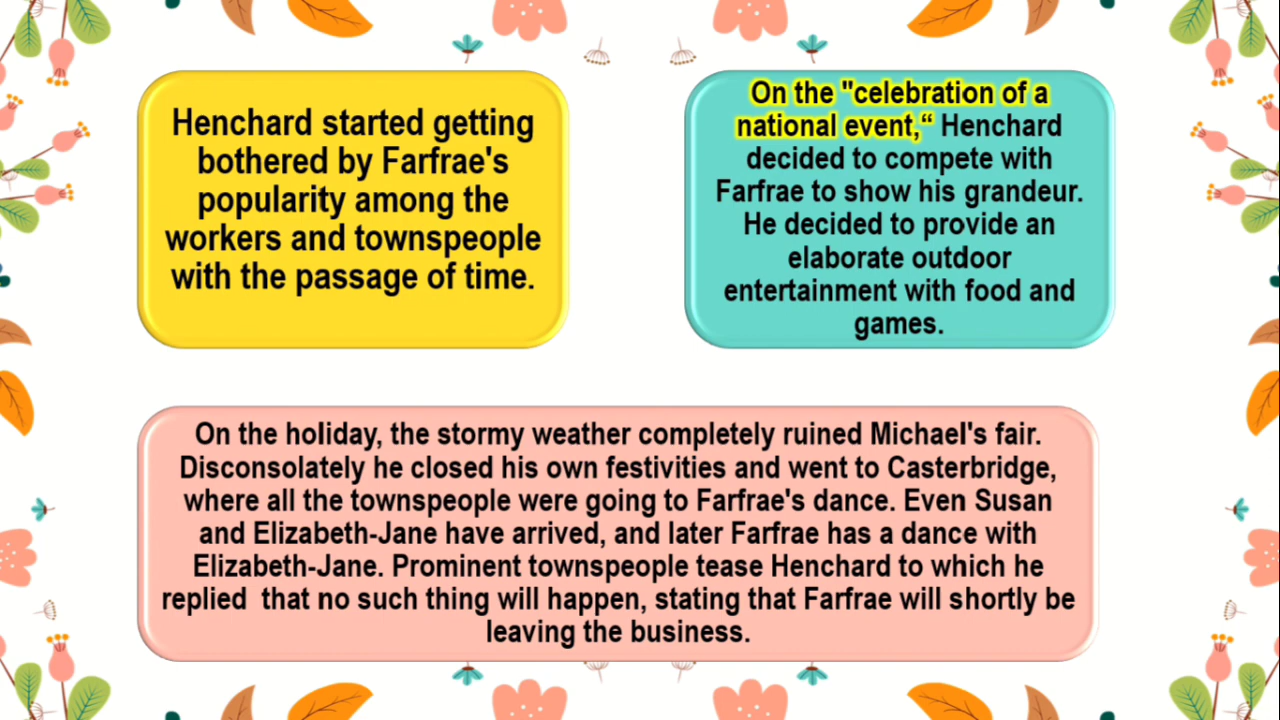 Henchard started getting
bothered by Farfrae's
popularity among the
workers and townspeople
with the passage of time.
On the "celebration of a
national event,“ Henchard
decided to compete with
Farfrae to show his grandeur.
He decided to provide an
elaborate outdoor
entertainment with food and
games.
On the holiday, the stormy weather completely ruined Michael's fair.
Disconsolately he closed his own festivities and went to Casterbridge,
where all the townspeople were going to Farfrae's dance. Even Susan
and Elizabeth-Jane have arrived, and later Farfrae has a dance with
Elizabeth-Jane. Prominent townspeople tease Henchard to which he
replied  that no such thing will happen, stating that Farfrae will shortly be
leaving the business.